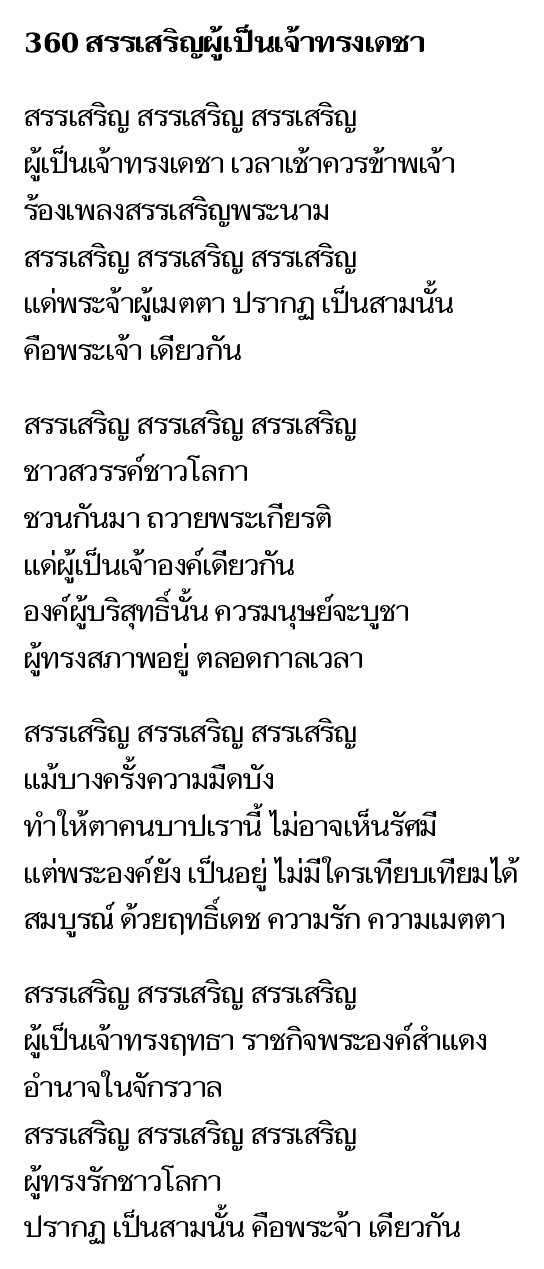 360 สรรเสริญผู้เป็นเจ้าทรงเดชา
สรรเสริญ สรรเสริญ สรรเสริญ
ผู้เป็นเจ้าทรงเดชา เวลาเช้าควรข้าพเจ้า
ร้องเพลงสรรเสริญพระนาม
สรรเสริญ สรรเสริญ สรรเสริญ
แด่พระจ้าผู้เมตตา ปรากฏ เป็นสามนั้น
คือพระเจ้า เดียวกัน
สรรเสริญ สรรเสริญ สรรเสริญ
ชาวสวรรค์ชาวโลกา
ชวนกันมา ถวายพระเกียรติ
แด่ผู้เป็นเจ้าองค์เดียวกัน
องค์ผู้บริสุทธิ์นั้น ควรมนุษย์จะบูชา
ผู้ทรงสภาพอยู่ ตลอดกาลเวลา
สรรเสริญ สรรเสริญ สรรเสริญ
แม้บางครั้งความมืดบัง
ทำให้ตาคนบาปเรานี้ ไม่อาจเห็นรัศมี
แต่พระองค์ยัง เป็นอยู่ ไม่มีใครเทียบเทียมได้
สมบูรณ์ ด้วยฤทธิ์เดช ความรัก ความเมตตา
สรรเสริญ สรรเสริญ สรรเสริญ
ผู้เป็นเจ้าทรงฤทธา ราชกิจพระองค์สำแดง
อำนาจในจักรวาล
สรรเสริญ สรรเสริญ สรรเสริญ
ผู้ทรงรักชาวโลกา
ปรากฏ เป็นสามนั้น คือพระจ้า เดียวกัน